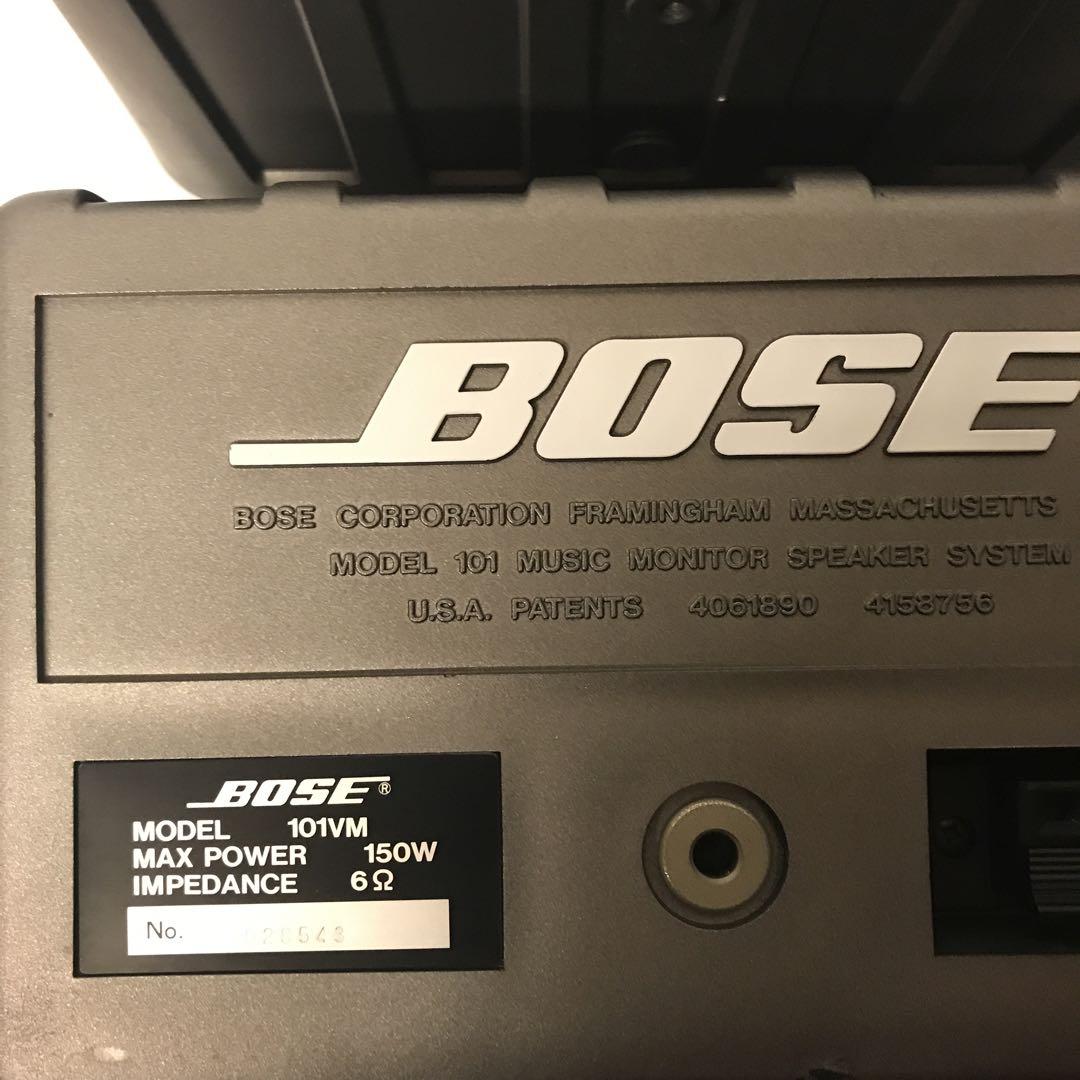 BOSE
BOSE CORPORATION FRAMINGHAM MASSACHUSETTS
MODEL 101 MUSIC MONITOR SPEAKER SYSTEM
U.S.A. PATENTS 4061890 4158756
BOSE®
MODEL 101VM
MAX POWER 150W
IMPEDANCE 6Ω
No.